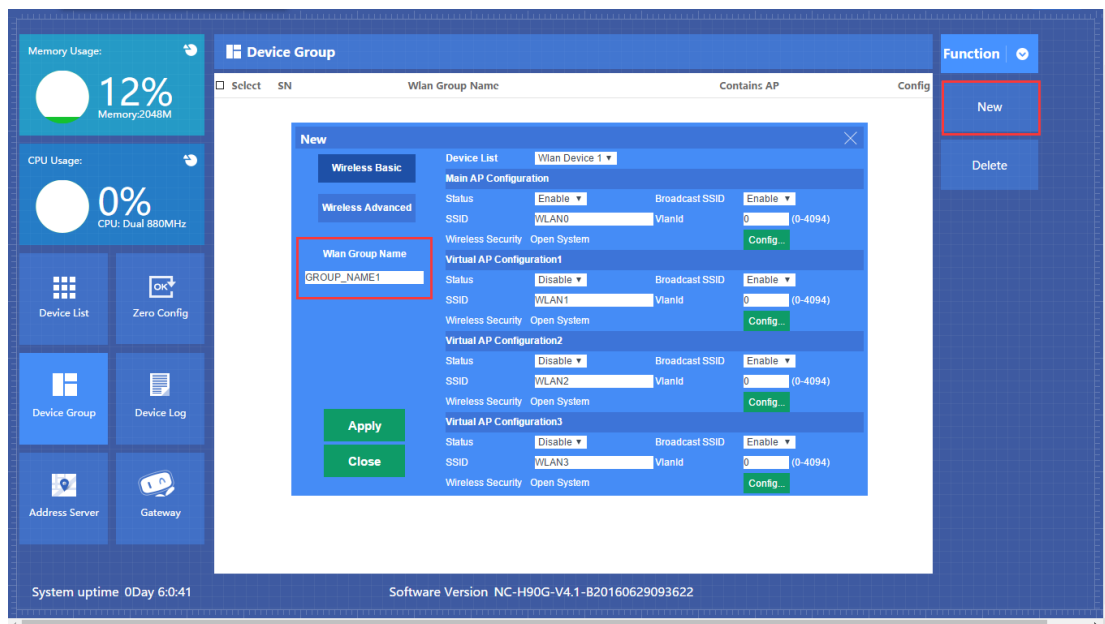 Memory Usage:
12%
Memory:2048M
CPU Usage:
0%
CPU: Dual 880MHz
Device List
Zero Config
Device Group
Device Log
Address Server
Gateway
Device Group
Select SN Wlan Group Name Contains AP Config
New
Wireless Basic
Wireless Advanced
Wlan Group Name
GROUP_NAME1
Apply
Close
Device List Wlan Device 1
Main AP Configuration
Status Enable Broadcast SSID Enable
SSID WLAN0 VlanId 0 (0-4094)
Wireless Security Open System Config...
Virtual AP Configuration1
Status Disable Broadcast SSID Enable
SSID WLAN1 VlanId 0 (0-4094)
Wireless Security Open System Config...
Virtual AP Configuration2
Status Disable Broadcast SSID Enable
SSID WLAN2 VlanId 0 (0-4094)
Wireless Security Open System Config...
Virtual AP Configuration3
Status Disable Broadcast SSID Enable
SSID WLAN3 VlanId 0 (0-4094)
Wireless Security Open System Config...
Function
New
Delete
System uptime 0Day 6:0:41
Software Version NC-H90G-V4.1-B20160629093622